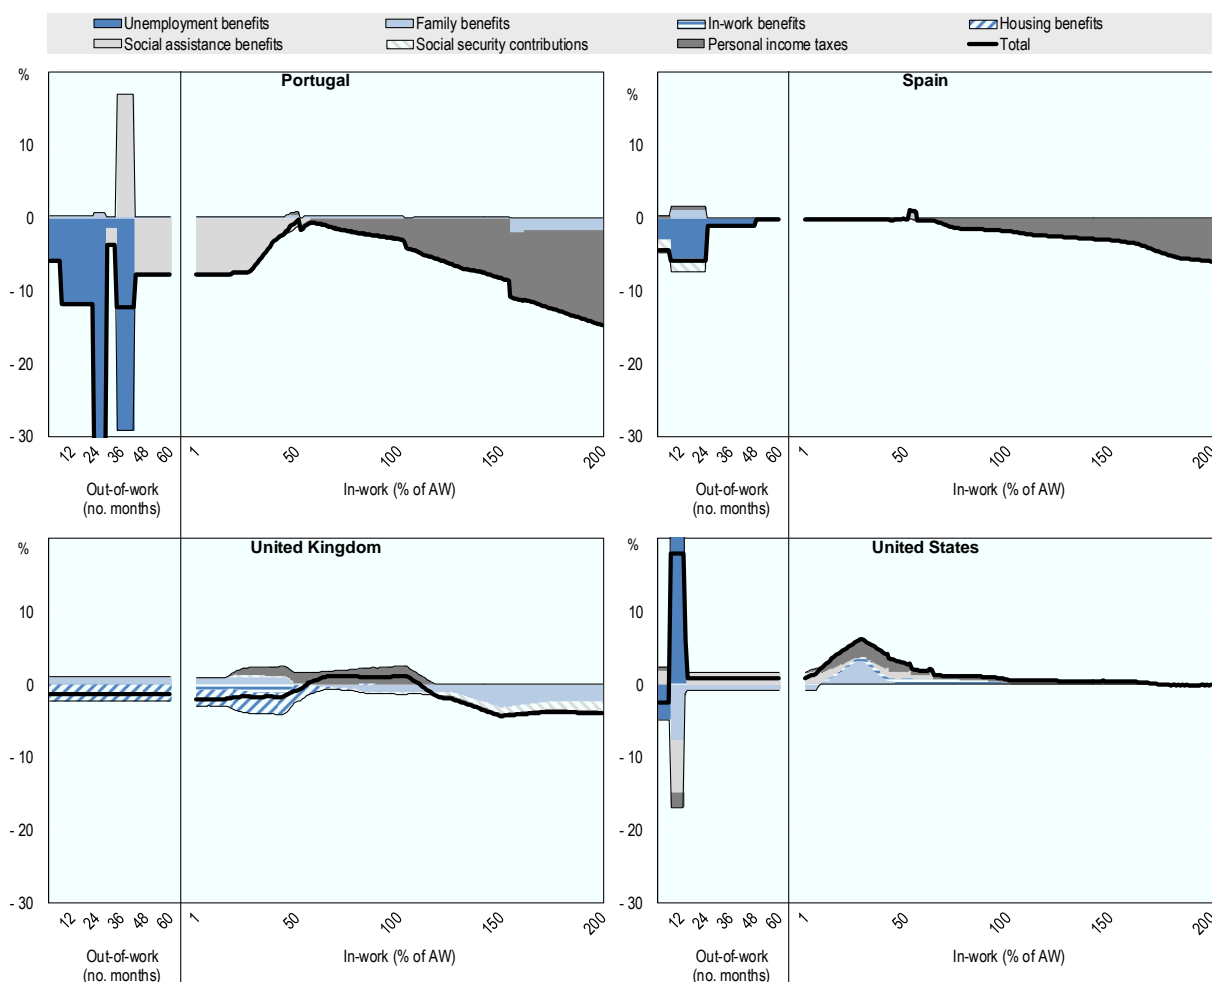 Unemployment benefits Family benefits In-work benefits Housing benefits
Social assistance benefits Social security contributions Personal income taxes Total
% Portugal
10
0
- 10
- 20
- 30
12 24 36 48 60 1 50 100 150 200
Out-of-work
(no. months)
In-work (% of AW)
% Spain
10
0
- 10
- 20
- 30
12 24 36 48 60 1 50 100 150 200
Out-of-work
(no. months)
In-work (% of AW)
% United Kingdom
10
0
- 10
- 20
- 30
12 24 36 48 60 1 50 100 150 200
Out-of-work
(no. months)
In-work (% of AW)
% United States
10
0
- 10
- 20
- 30
12 24 36 48 60 1 50 100 150 200
Out-of-work
(no. months)
In-work (% of AW)